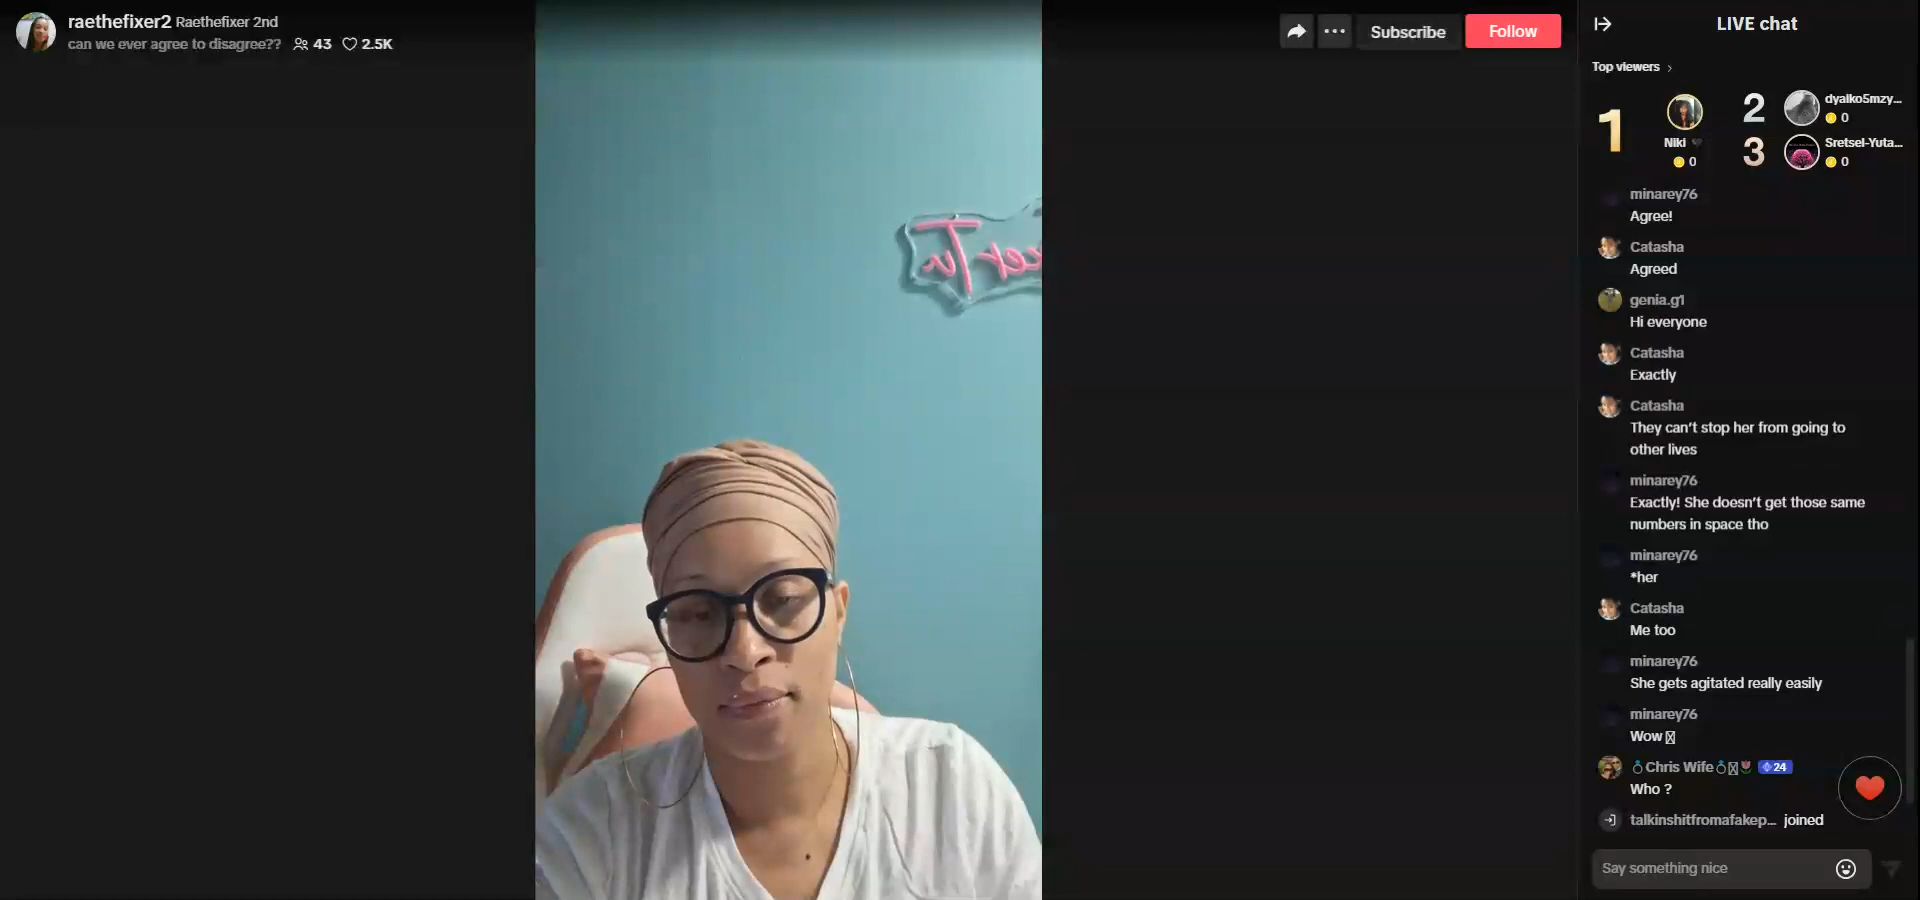 raethefixer2 Raethefixer 2nd
can we ever agree to disagree?? 43 2.5K
Subscribe
Follow
LIVE chat
Top viewers
1
Niki
0
2
dyalko5mzy...
0
3
Sretsel-Yuta...
0
minarey76
Agree!
Catasha
Agreed
genia.g1
Hi everyone
Catasha
Exactly
Catasha
They can’t stop her from going to
other lives
minarey76
Exactly! She doesn’t get those same
numbers in space tho
minarey76
*her
Catasha
Me too
minarey76
She gets agitated really easily
minarey76
Wow
Chris Wife 24
Who ?
talkinshitfromafakep... joined
Say something nice